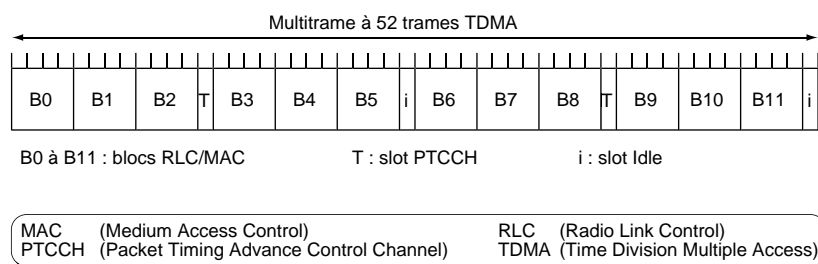 Multitrame à 52 trames TDMA
B0 B1 B2 T B3 B4 B5 i B6 B7 B8 T B9 B10 B11 i
B0 à B11 : blocs RLC/MAC T : slot PTCCH i : slot Idle
MAC (Medium Access Control) RLC (Radio Link Control)
PTCCH (Packet Timing Advance Control Channel) TDMA (Time Division Multiple Access)